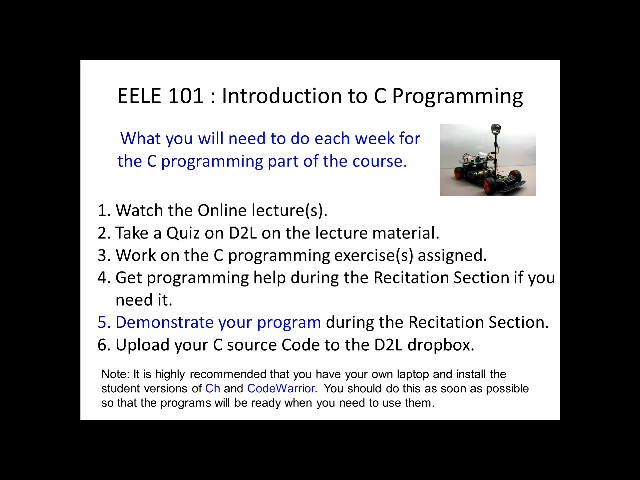 EELE 101 : Introduction to C Programming
What you will need to do each week for
the C programming part of the course.
1. Watch the Online lecture(s).
2. Take a Quiz on D2L on the lecture material.
3. Work on the C programming exercise(s) assigned.
4. Get programming help during the Recitation Section if you
need it.
5. Demonstrate your program during the Recitation Section.
6. Upload your C source Code to the D2L dropbox.
Note: It is highly recommended that you have your own laptop and install the
student versions of Ch and CodeWarrior. You should do this as soon as possible
so that the programs will be ready when you need to use them.